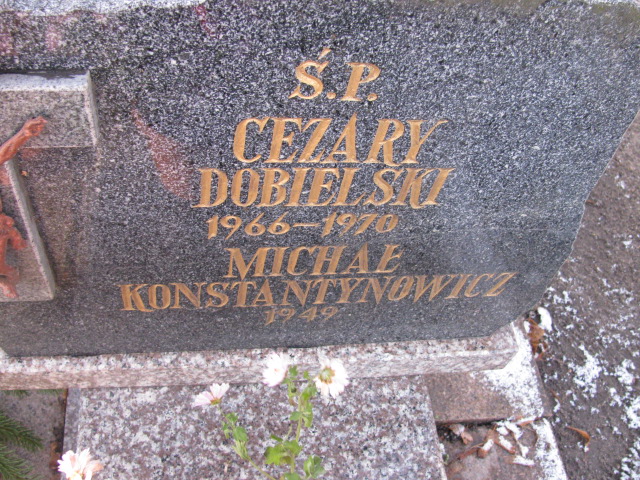 Ś.P.
CEZARY
DOBIELSKI
1966-1970
MICHAŁ
KONSTANTYNOWICZ
1949